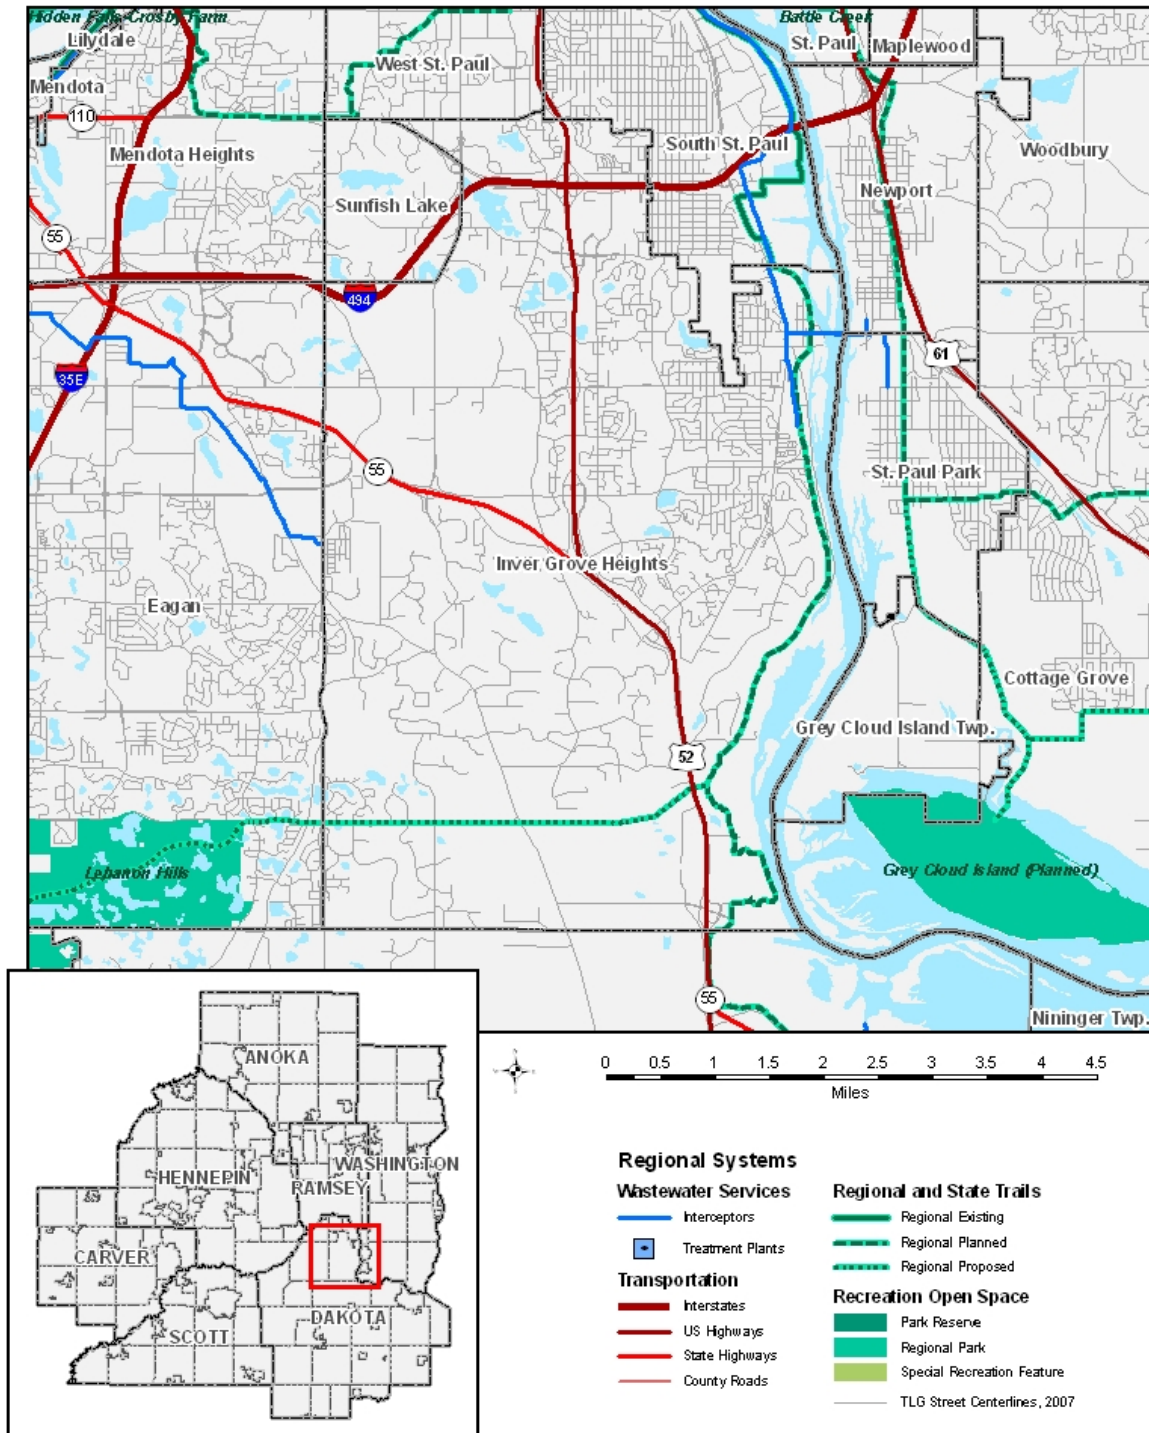 Hidden Falls-Crosby Farm
Battle Creek
Lilydale
St. Paul
Maplewood
West St. Paul
Mendota
110
South St. Paul
Mendota Heights
Woodbury
Newport
Sunfish Lake
55
494
61
35E
55
St. Paul Park
Inver Grove Heights
Eagan
Cottage Grove
Grey Cloud Island Twp.
52
Lebanon Hills
Grey Cloud Island (Planned)
55
Nininger Twp.
ANOKA
WASHINGTON
HENNEPIN
RAMSEY
CARVER
DAKOTA
SCOTT
0 0.5 1 1.5 2 2.5 3 3.5 4 4.5
Miles
Regional Systems
Wastewater Services
Interceptors
Treatment Plants
Transportation
Interstates
US Highways
State Highways
County Roads
Regional and State Trails
Regional Existing
Regional Planned
Regional Proposed
Recreation Open Space
Park Reserve
Regional Park
Special Recreation Feature
TLG Street Centerlines, 2007